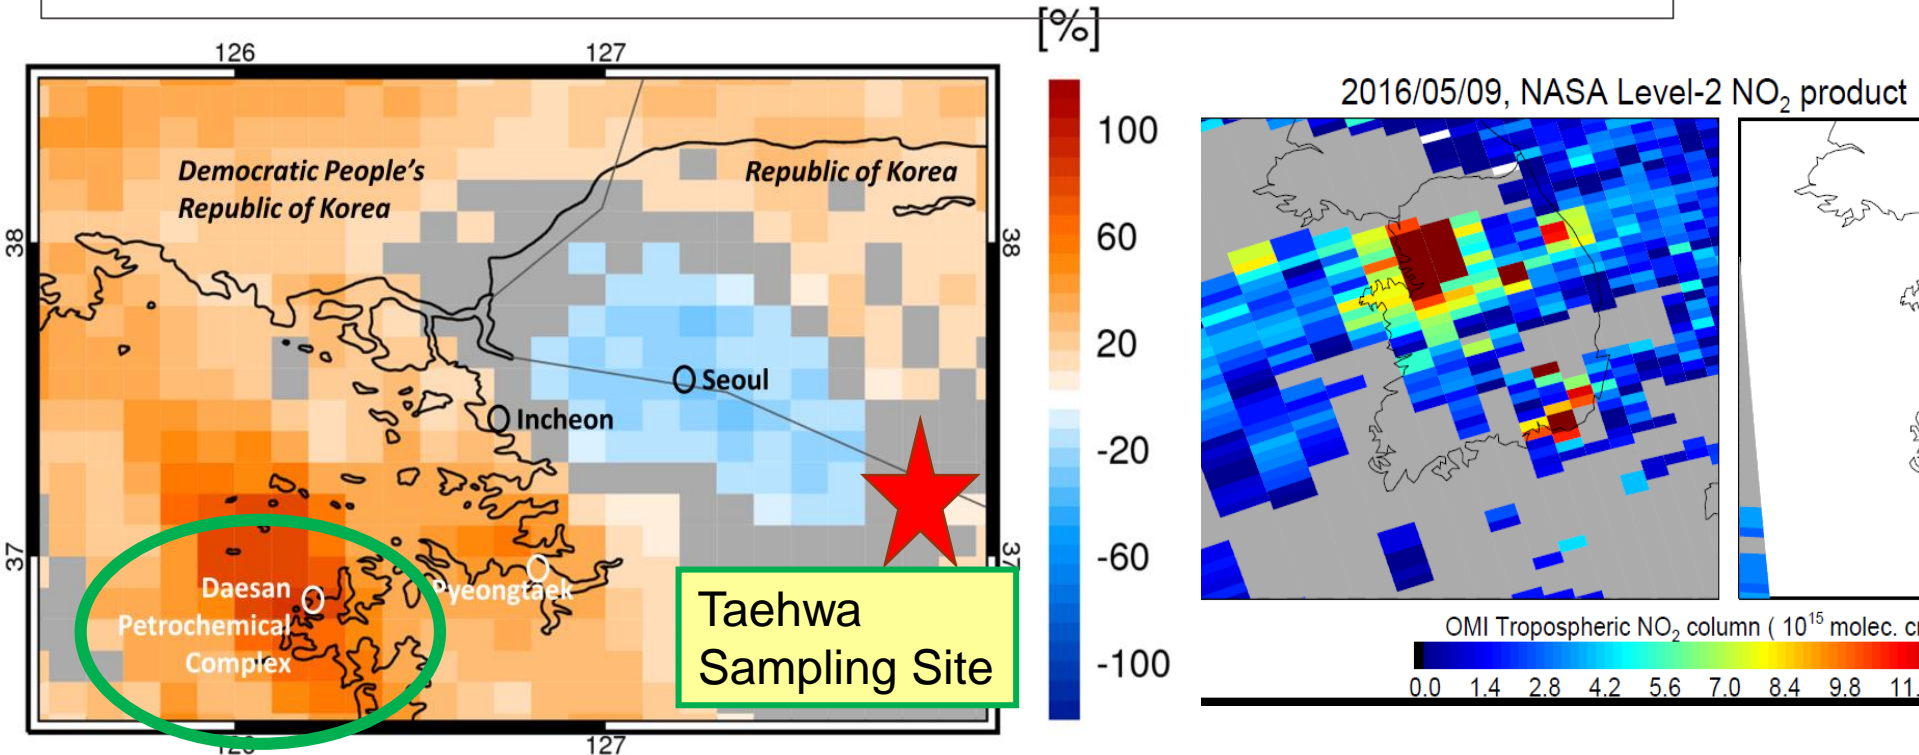 [%]
126
127
Democratic People's
Republic of Korea
Republic of Korea
38
38
Seoul
Incheon
37
37
Daesan
Petrochemical
Complex
Pyeongtaek
Taehwa
Sampling Site
126
127
100
60
20
-20
-60
-100
2016/05/09, NASA Level-2 NO₂ product
OMI Tropospheric NO₂ column ( 10¹⁵ molec.
0.0 1.4 2.8 4.2 5.6 7.0 8.4 9.8 11.